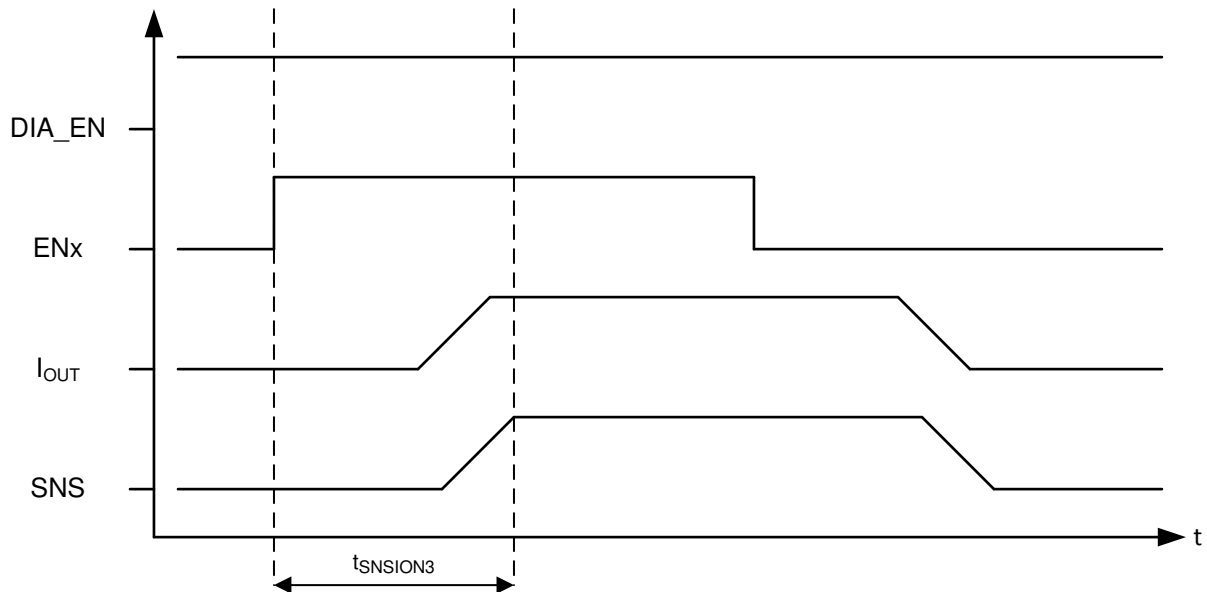 DIA_EN
ENx
IOUT
SNS
t
tSNSION3